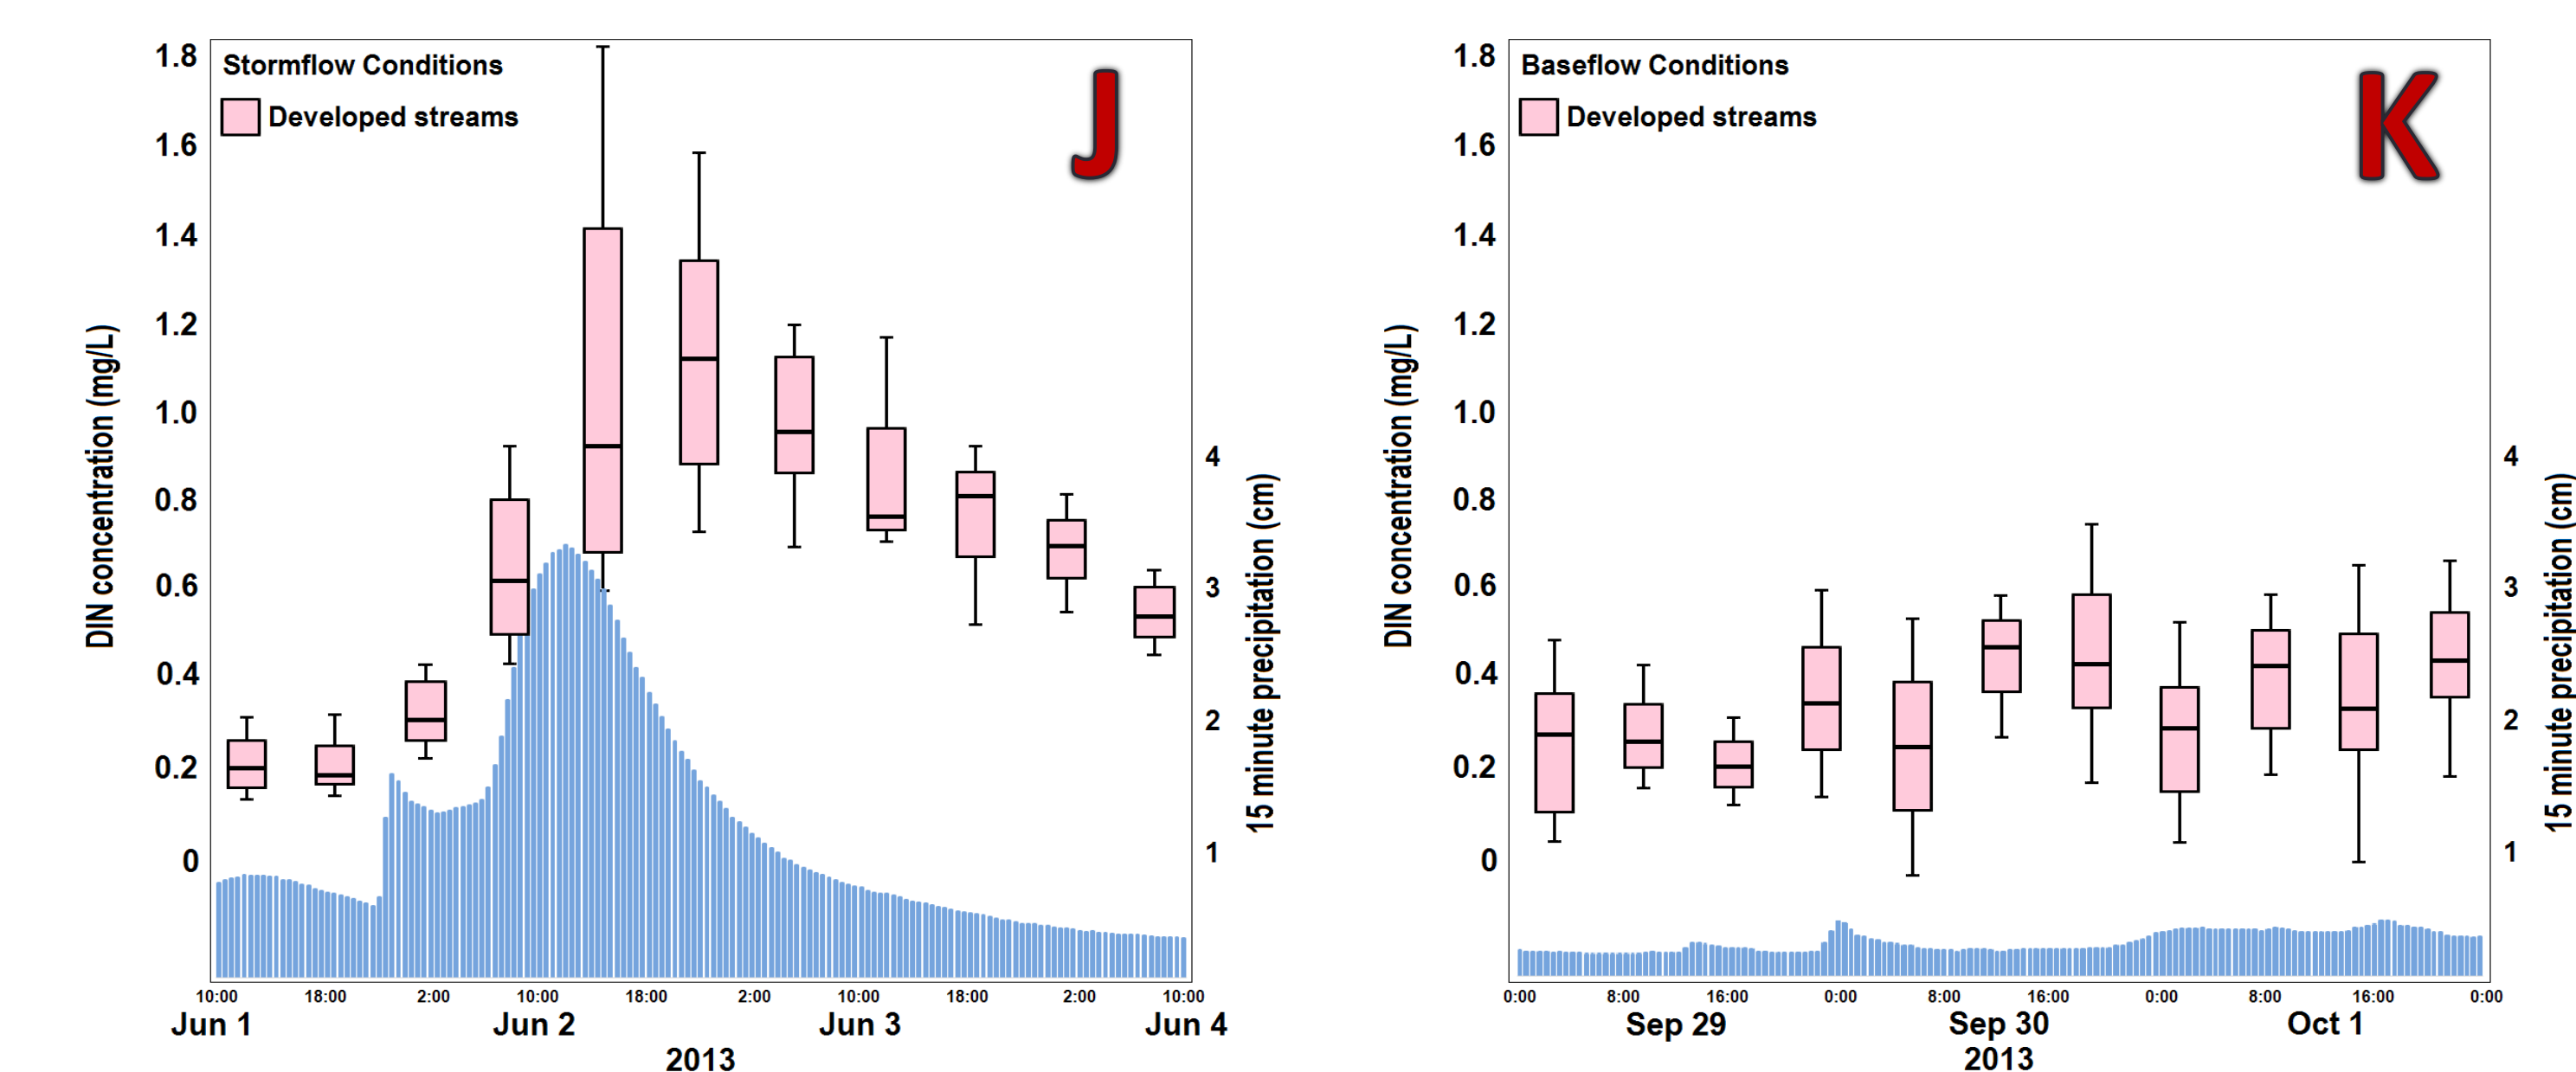 Stormflow Conditions
Developed streams
J
1.8
1.6
1.4
1.2
1.0
0.8
0.6
0.4
0.2
0
DIN concentration (mg/L)
4
3
2
1
15 minute precipitation (cm)
10:00 18:00 2:00 10:00 18:00 2:00 10:00 18:00 2:00 10:00
Jun 1 Jun 2 Jun 3 Jun 4
2013
Baseflow Conditions
Developed streams
K
1.8
1.6
1.4
1.2
1.0
0.8
0.6
0.4
0.2
0
DIN concentration (mg/L)
4
3
2
1
15 minute precipitation (cm)
0:00 8:00 16:00 0:00 8:00 16:00 0:00 8:00 16:00 0:00
Sep 29 Sep 30 Oct 1
2013